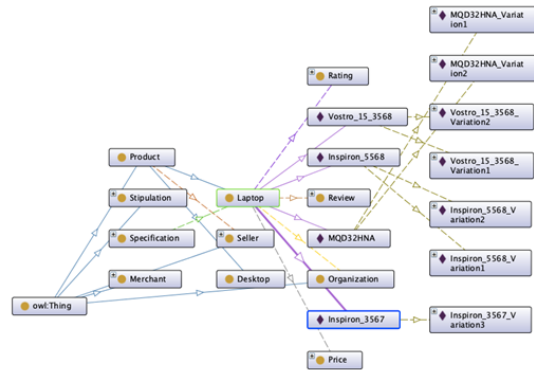 MQD32HNA_Variat
ion1
MQD32HNA_Variat
ion2
Rating
Vostro_15_3568
Vostro_15_3568_
Variation2
Product
Inspiron_5568
Vostro_15_3568_
Variation1
Stipulation
Laptop
Review
Inspiron_5568_V
ariation2
Specification
Seller
MQD32HNA
Inspiron_5568_V
ariation1
Merchant
Desktop
Organization
owl:Thing
Inspiron_3567
Inspiron_3567_V
ariation3
Price